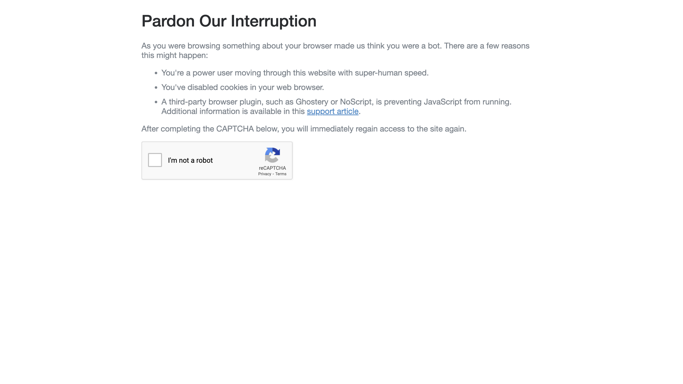 Pardon Our Interruption
As you were browsing something about your browser made us think you were a bot. There are a few reasons
this might happen:
• You're a power user moving through this website with super-human speed.
• You've disabled cookies in your web browser.
• A third-party browser plugin, such as Ghostery or NoScript, is preventing JavaScript from running.
Additional information is available in this support article.
After completing the CAPTCHA below, you will immediately regain access to the site again.
I'm not a robot
reCAPTCHA
Privacy - Terms